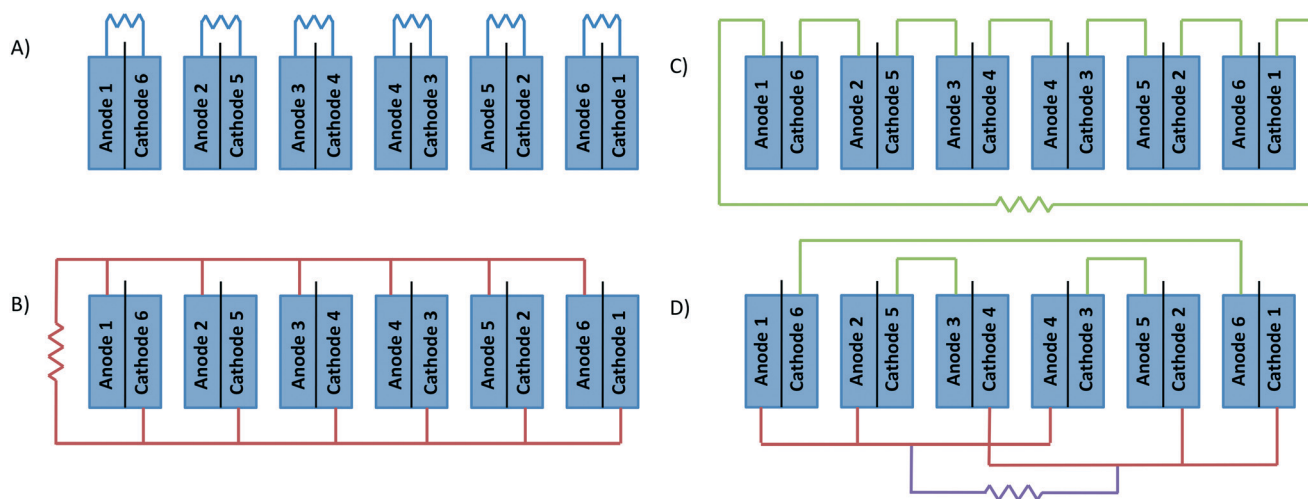 A)
Anode 1
Cathode 6
Anode 2
Cathode 5
Anode 3
Cathode 4
Anode 4
Cathode 3
Anode 5
Cathode 2
Anode 6
Cathode 1
B)
Anode 1
Cathode 6
Anode 2
Cathode 5
Anode 3
Cathode 4
Anode 4
Cathode 3
Anode 5
Cathode 2
Anode 6
Cathode 1
C)
Anode 1
Cathode 6
Anode 2
Cathode 5
Anode 3
Cathode 4
Anode 4
Cathode 3
Anode 5
Cathode 2
Anode 6
Cathode 1
D)
Anode 1
Cathode 6
Anode 2
Cathode 5
Anode 3
Cathode 4
Anode 4
Cathode 3
Anode 5
Cathode 2
Anode 6
Cathode 1